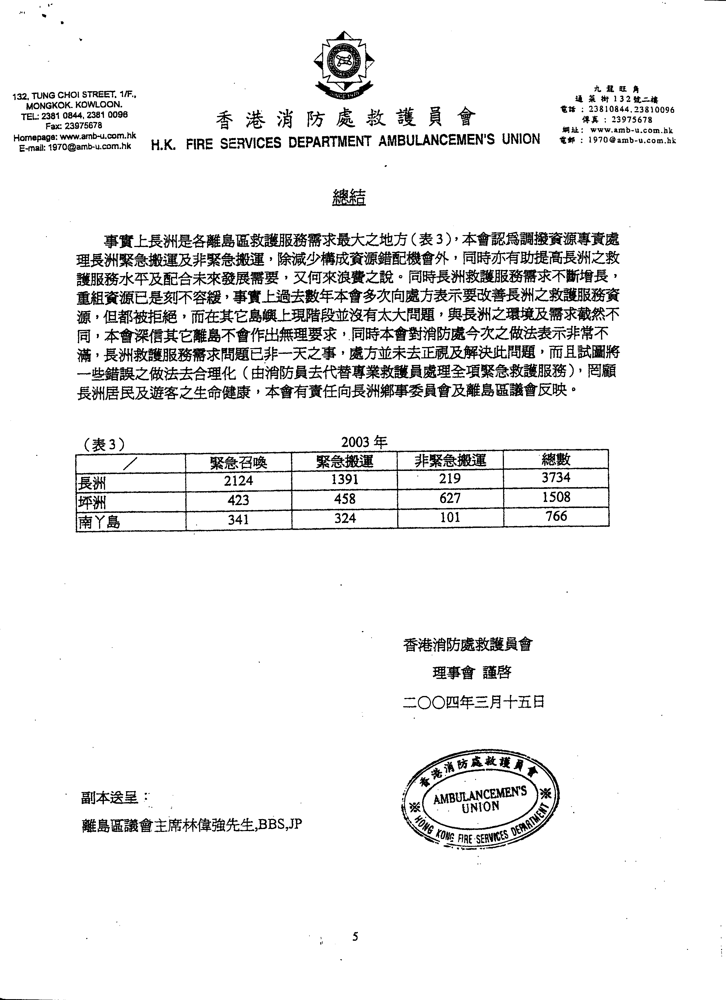 SINCE 1970
132, TUNG CHOI STREET, 1/F.,
MONGKOK. KOWLOON.
TEL: 2381 0844, 2381 0096
Fax: 23975678
Homepage: www.amb-u.com.hk
E-mail: 1970@amb-u.com.hk
香港消防處救護員會
H.K. FIRE SERVICES DEPARTMENT AMBULANCEMEN'S UNION
九龍旺角
通菜街132號二樓
電話：23810844,23810096
傳真：23975678
網址：www.amb-u.com.hk
電郵：1970@amb-u.com.hk
總結
事實上長洲是各離島區救護服務需求最大之地方（表3），本會認爲調撥資源專責處
理長洲緊急搬運及非緊急搬運，除減少構成資源錯配機會外，同時亦有助提高長洲之救
護服務水平及配合未來發展需要，又何來浪費之說。同時長洲救護服務需求不斷增長，
重組資源已是刻不容緩，事實上過去數年本會多次向處方表示要改善長洲之救護服務資
源，但都被拒絕，而在其它島嶼上現階段並沒有太大問題，與長洲之環境及需求截然不
同，本會深信其它離島不會作出無理要求，同時本會對消防處今次之做法表示非常不
滿，長洲救護服務需求問題已非一天之事，處方並未去正視及解決此問題，而且試圖將
一些錯誤之做法去合理化（由消防員去代替專業救護員處理全項緊急救護服務），罔顧
長洲居民及遊客之生命健康，本會有責任向長洲鄉事委員會及離島區議會反映。
（表3） 2003年
／ 緊急召喚 緊急搬運 非緊急搬運 總數
長洲 2124 1391 219 3734
坪洲 423 458 627 1508
南丫島 341 324 101 766
香港消防處救護員會
理事會 謹啓
二〇〇四年三月十五日
香港消防處救護員會
AMBULANCEMEN'S
UNION
※ HONG KONG FIRE SERVICES DEPARTMENT ※
副本送呈：
離島區議會主席林偉強先生,BBS,JP
5